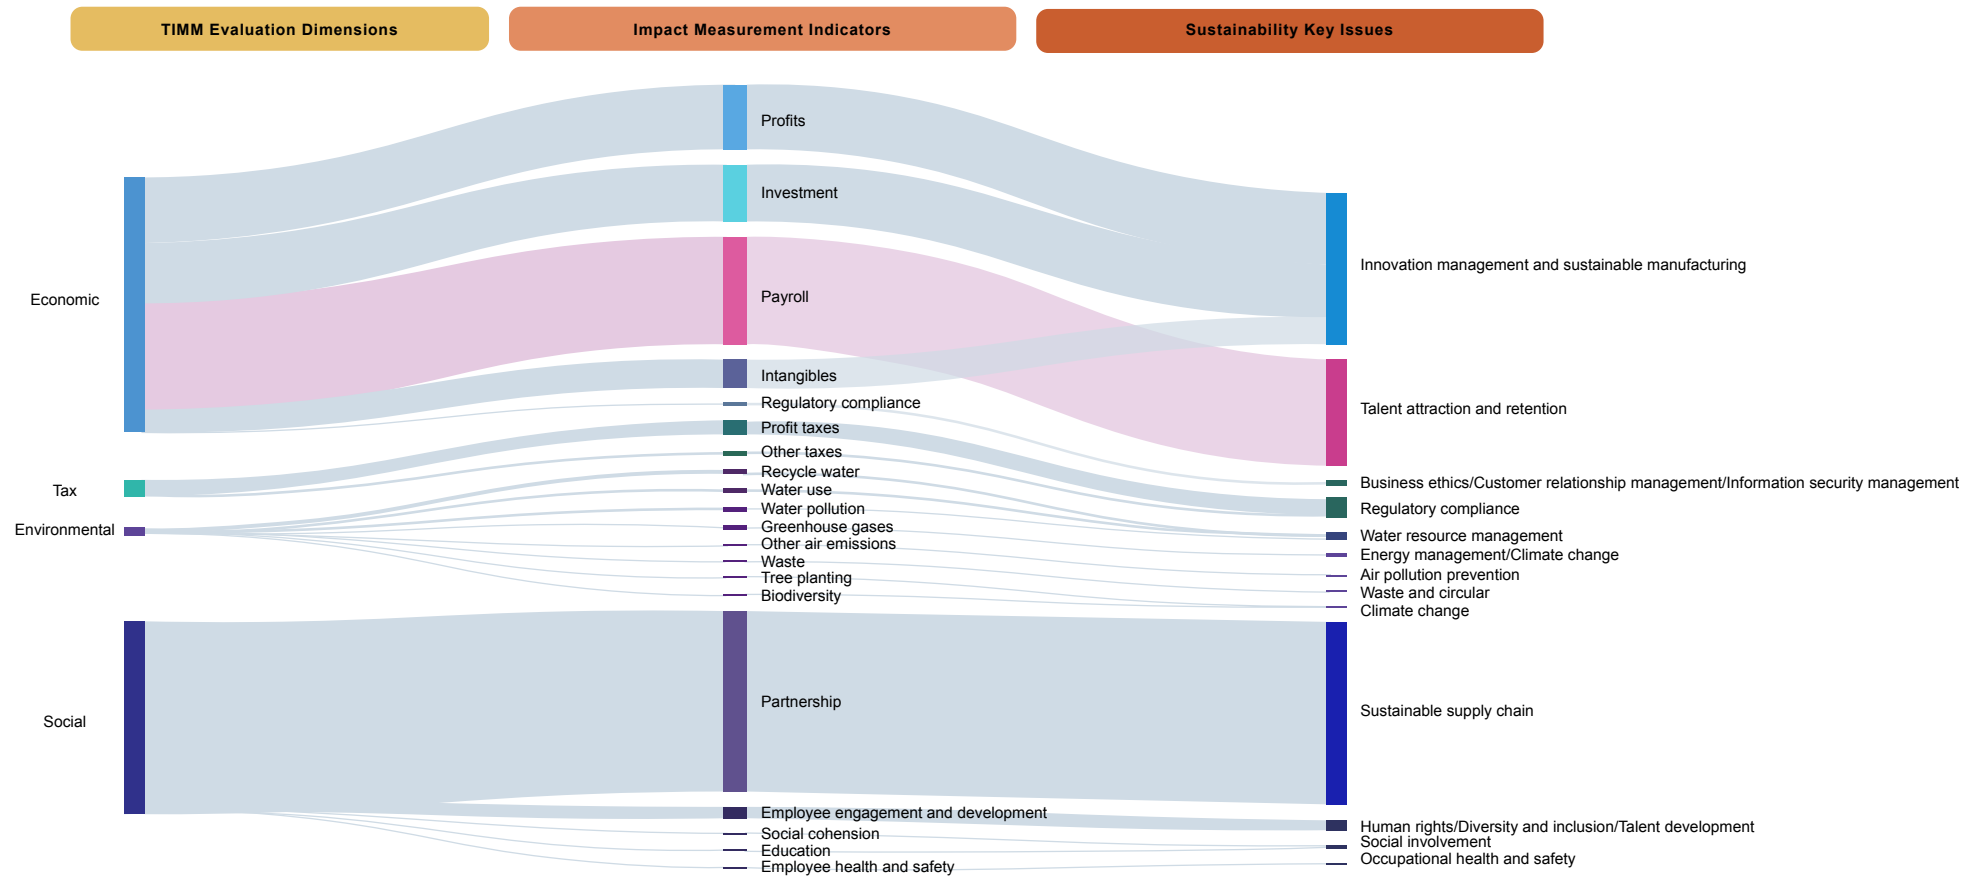 TIMM Evaluation Dimensions
Impact Measurement Indicators
Sustainability Key Issues
Economic
Tax
Environmental
Social
Profits
Investment
Payroll
Intangibles
Regulatory compliance
Profit taxes
Other taxes
Recycle water
Water use
Water pollution
Greenhouse gases
Other air emissions
Waste
Tree planting
Biodiversity
Partnership
Employee engagement and development
Social cohension
Education
Employee health and safety
Innovation management and sustainable manufacturing
Talent attraction and retention
Business ethics/Customer relationship management/Information security management
Regulatory compliance
Water resource management
Energy management/Climate change
Air pollution prevention
Waste and circular
Climate change
Sustainable supply chain
Human rights/Diversity and inclusion/Talent development
Social involvement
Occupational health and safety